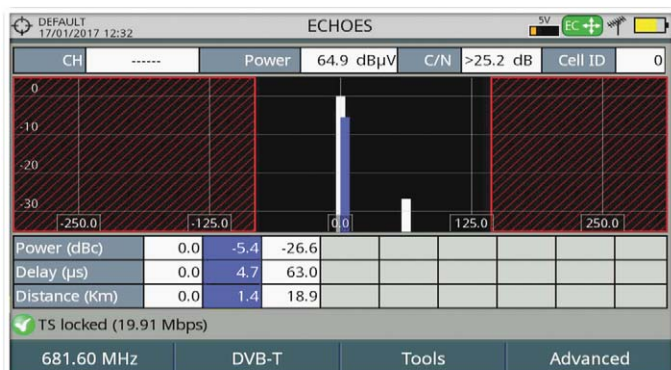 DEFAULT
17/01/2017 12:32
ECHOES
5V
EC
CH ------ Power 64.9 dBµV C/N >25.2 dB Cell ID 0
0
-10
-20
-30
-250.0 -125.0 0.0 125.0 250.0
Power (dBc) 0.0 -5.4 -26.6
Delay (µs) 0.0 4.7 63.0
Distance (Km) 0.0 1.4 18.9
TS locked (19.91 Mbps)
681.60 MHz DVB-T Tools Advanced